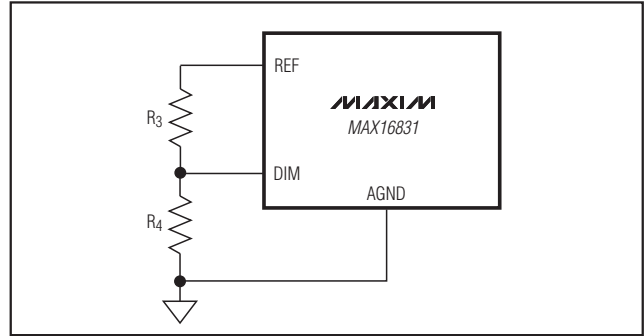 REF
MAXIM
MAX16831
R3
DIM
AGND
R4